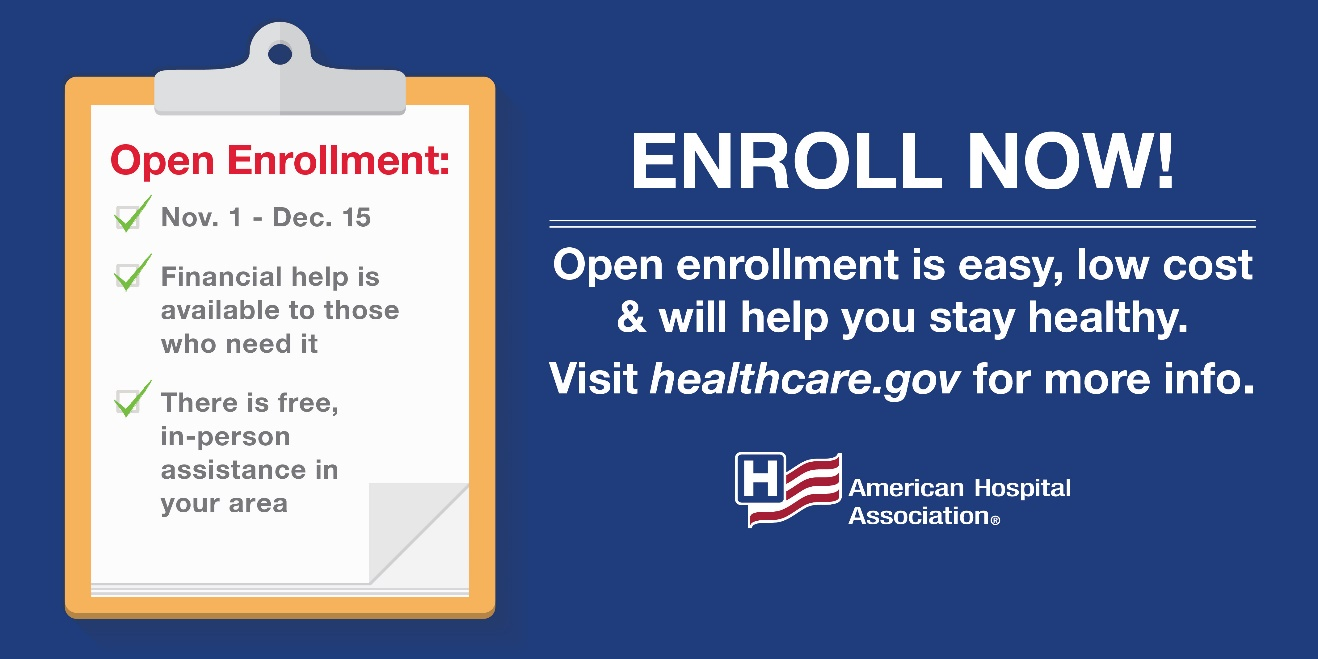 Open Enrollment:
Nov. 1 - Dec. 15
Financial help is
available to those
who need it
There is free,
in-person
assistance in
your area
ENROLL NOW!
Open enrollment is easy, low cost
& will help you stay healthy.
Visit healthcare.gov for more info.
H
American Hospital
Association®